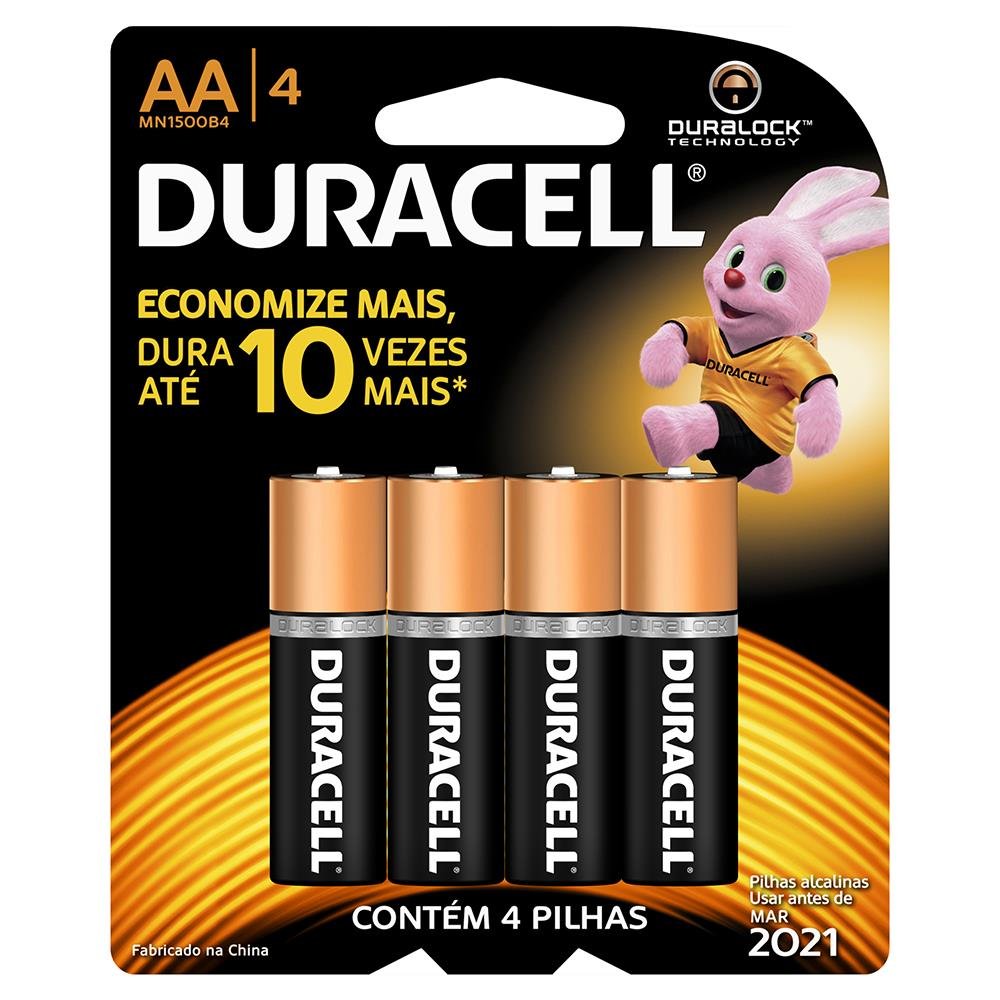 AA | 4
MN1500B4
DURALOCK™
TECHNOLOGY
DURACELL®
ECONOMIZE MAIS,
DURA ATÉ 10 VEZES MAIS*
DURACELL
DURALOCK DURALOCK DURALOCK DURALOCK
DURACELL®
DURACELL®
DURACELL®
DURACELL®
CONTÉM 4 PILHAS
Pilhas alcalinas
Usar antes de
MAR
2021
Fabricado na China